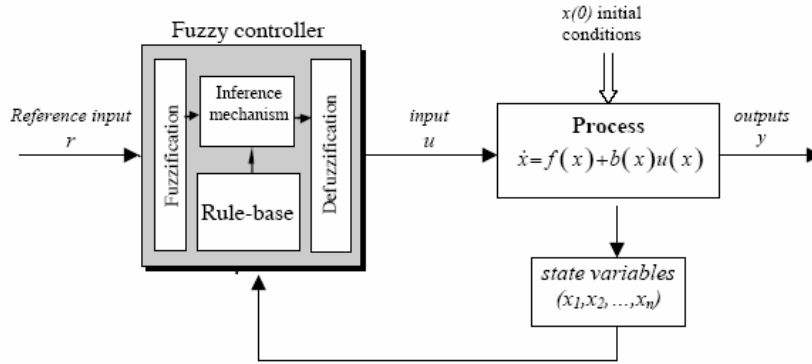 Fuzzy controller
x(0) initial
conditions
Reference input
r
Fuzzification
Inference
mechanism
Rule-base
Defuzzification
input
u
Process
ẋ=f(x)+b(x)u(x)
outputs
y
state variables
(x₁,x₂,...,xₙ)